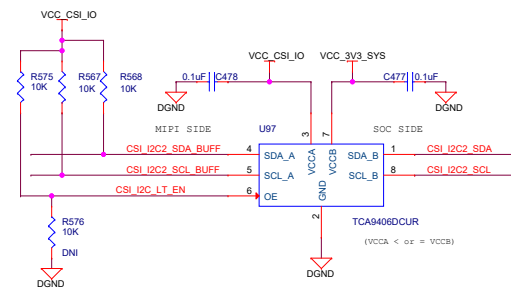 VCC_CSI_IO
R575
10K
R567
10K
R568
10K
VCC_CSI_IO
VCC_3V3_SYS
0.1uF
C478
C477
0.1uF
DGND
DGND
MIPI SIDE
U97
SOC SIDE
3
7
VCCA
VCCB
CSI_I2C2_SDA_BUFF
4
SDA_A
SDA_B
1
CSI_I2C2_SDA
CSI_I2C2_SCL_BUFF
5
SCL_A
SCL_B
8
CSI_I2C2_SCL
CSI_I2C_LT_EN
6
OE
GND
2
R576
10K
DNI
TCA9406DCUR
(VCCA < or = VCCB)
DGND
DGND